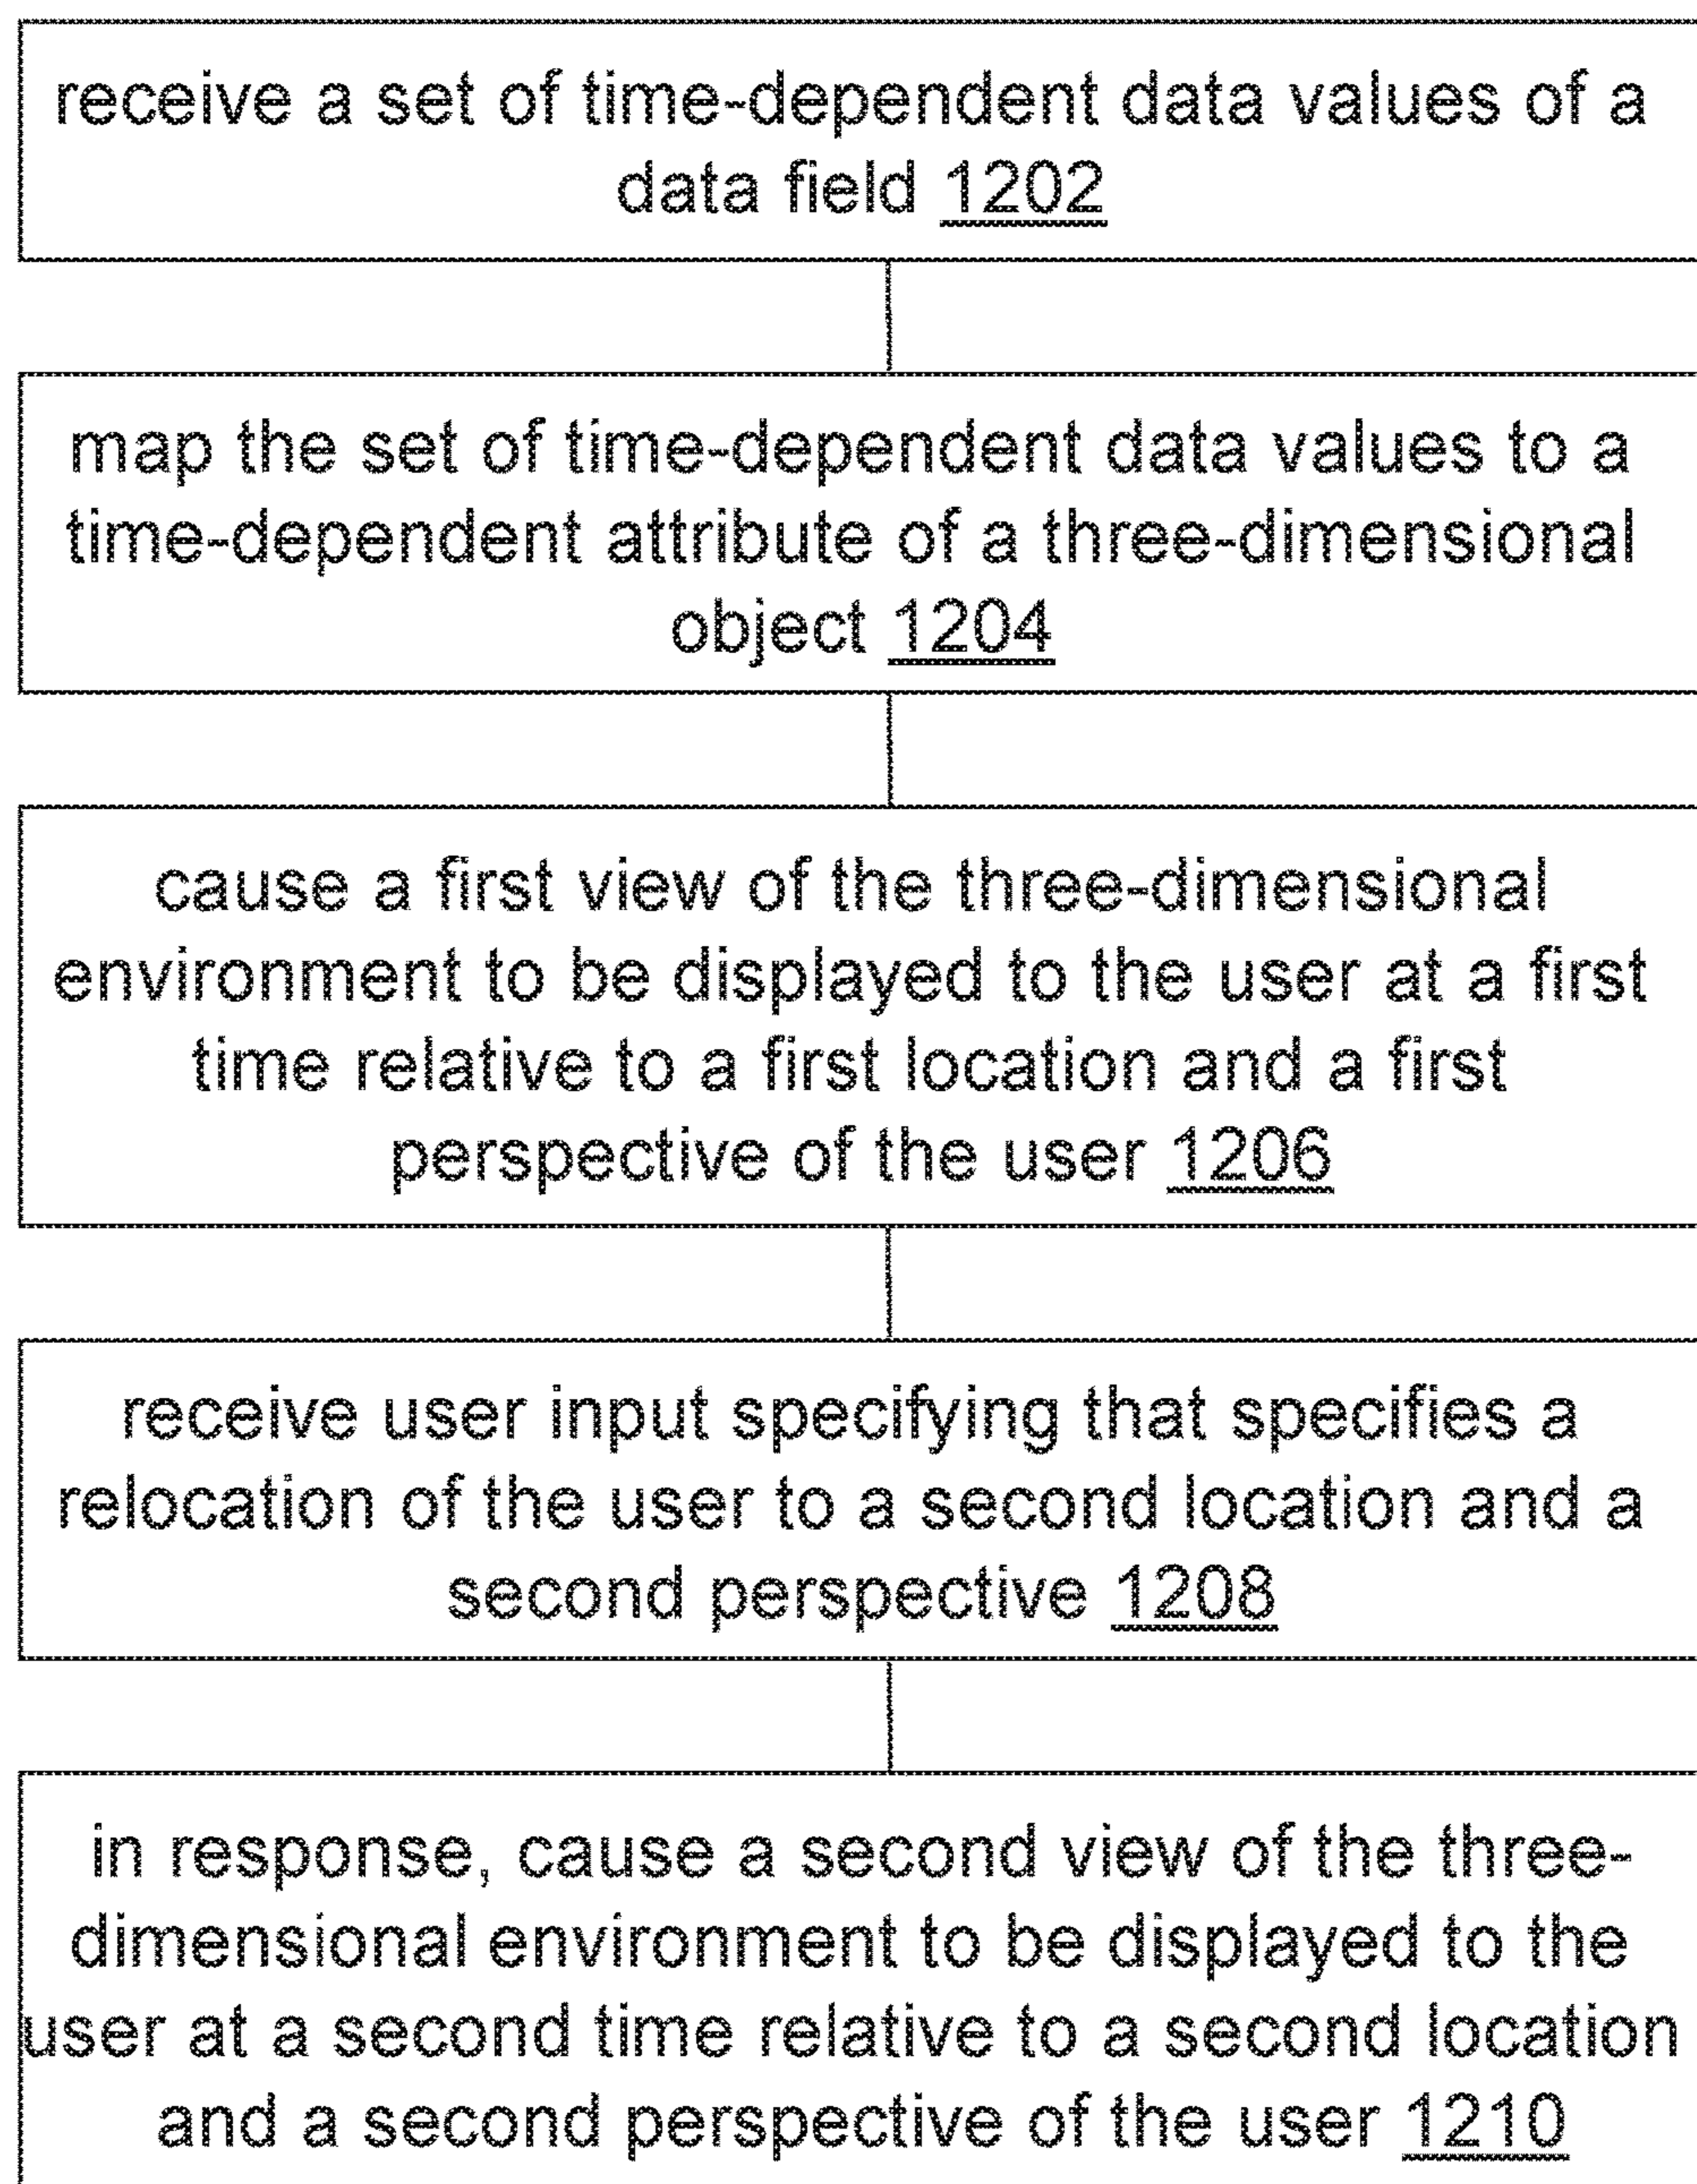 receive a set of time-dependent data values of a
data field 1202
map the set of time-dependent data values to a
time-dependent attribute of a three-dimensional
object 1204
cause a first view of the three-dimensional
environment to be displayed to the user at a first
time relative to a first location and a first
perspective of the user 1206
receive user input specifying that specifies a
relocation of the user to a second location and a
second perspective 1208
in response, cause a second view of the three-
dimensional environment to be displayed to the
user at a second time relative to a second location
and a second perspective of the user 1210